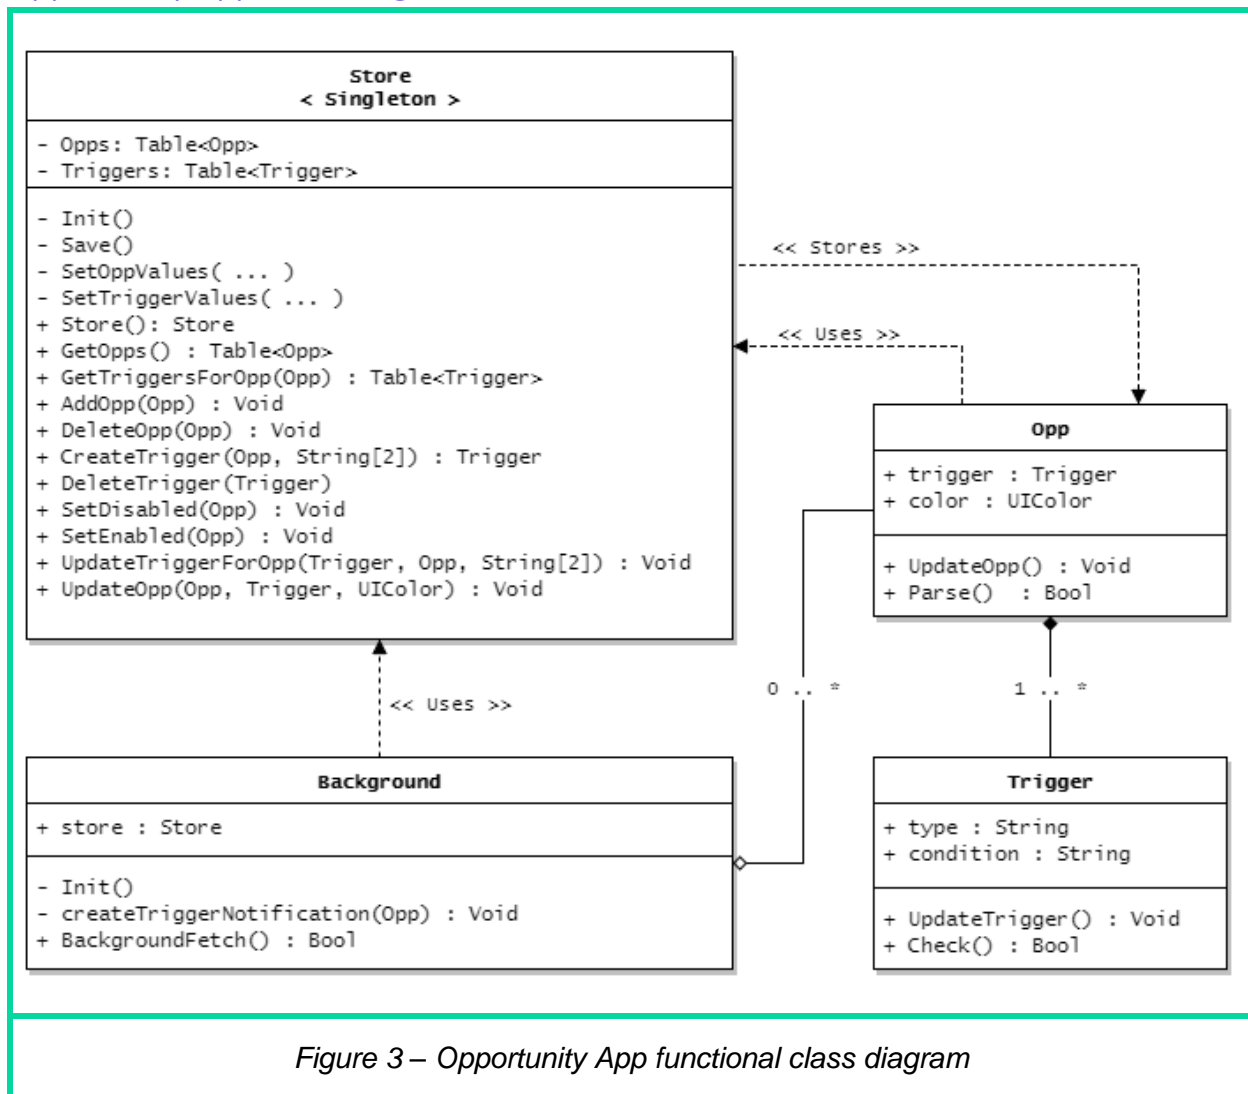 Store
< Singleton >
- Opps: Table<Opp>
- Triggers: Table<Trigger>
- Init()
- Save()
- SetOppValues( ... )
- SetTriggerValues( ... )
+ Store(): Store
+ GetOpps() : Table<Opp>
+ GetTriggersForOpp(Opp) : Table<Trigger>
+ AddOpp(Opp) : Void
+ DeleteOpp(Opp) : Void
+ CreateTrigger(Opp, String[2]) : Trigger
+ DeleteTrigger(Trigger)
+ SetDisabled(Opp) : Void
+ SetEnabled(Opp) : Void
+ UpdateTriggerForOpp(Trigger, Opp, String[2]) : Void
+ UpdateOpp(Opp, Trigger, UIColor) : Void
<< Stores >>
<< Uses >>
Opp
+ trigger : Trigger
+ color : UIColor
+ UpdateOpp() : Void
+ Parse()  : Bool
0 .. *
1 .. *
<< Uses >>
Background
+ store : Store
- Init()
- createTriggerNotification(Opp) : Void
+ BackgroundFetch() : Bool
Trigger
+ type : String
+ condition : String
+ UpdateTrigger() : Void
+ Check() : Bool
Figure 3 – Opportunity App functional class diagram